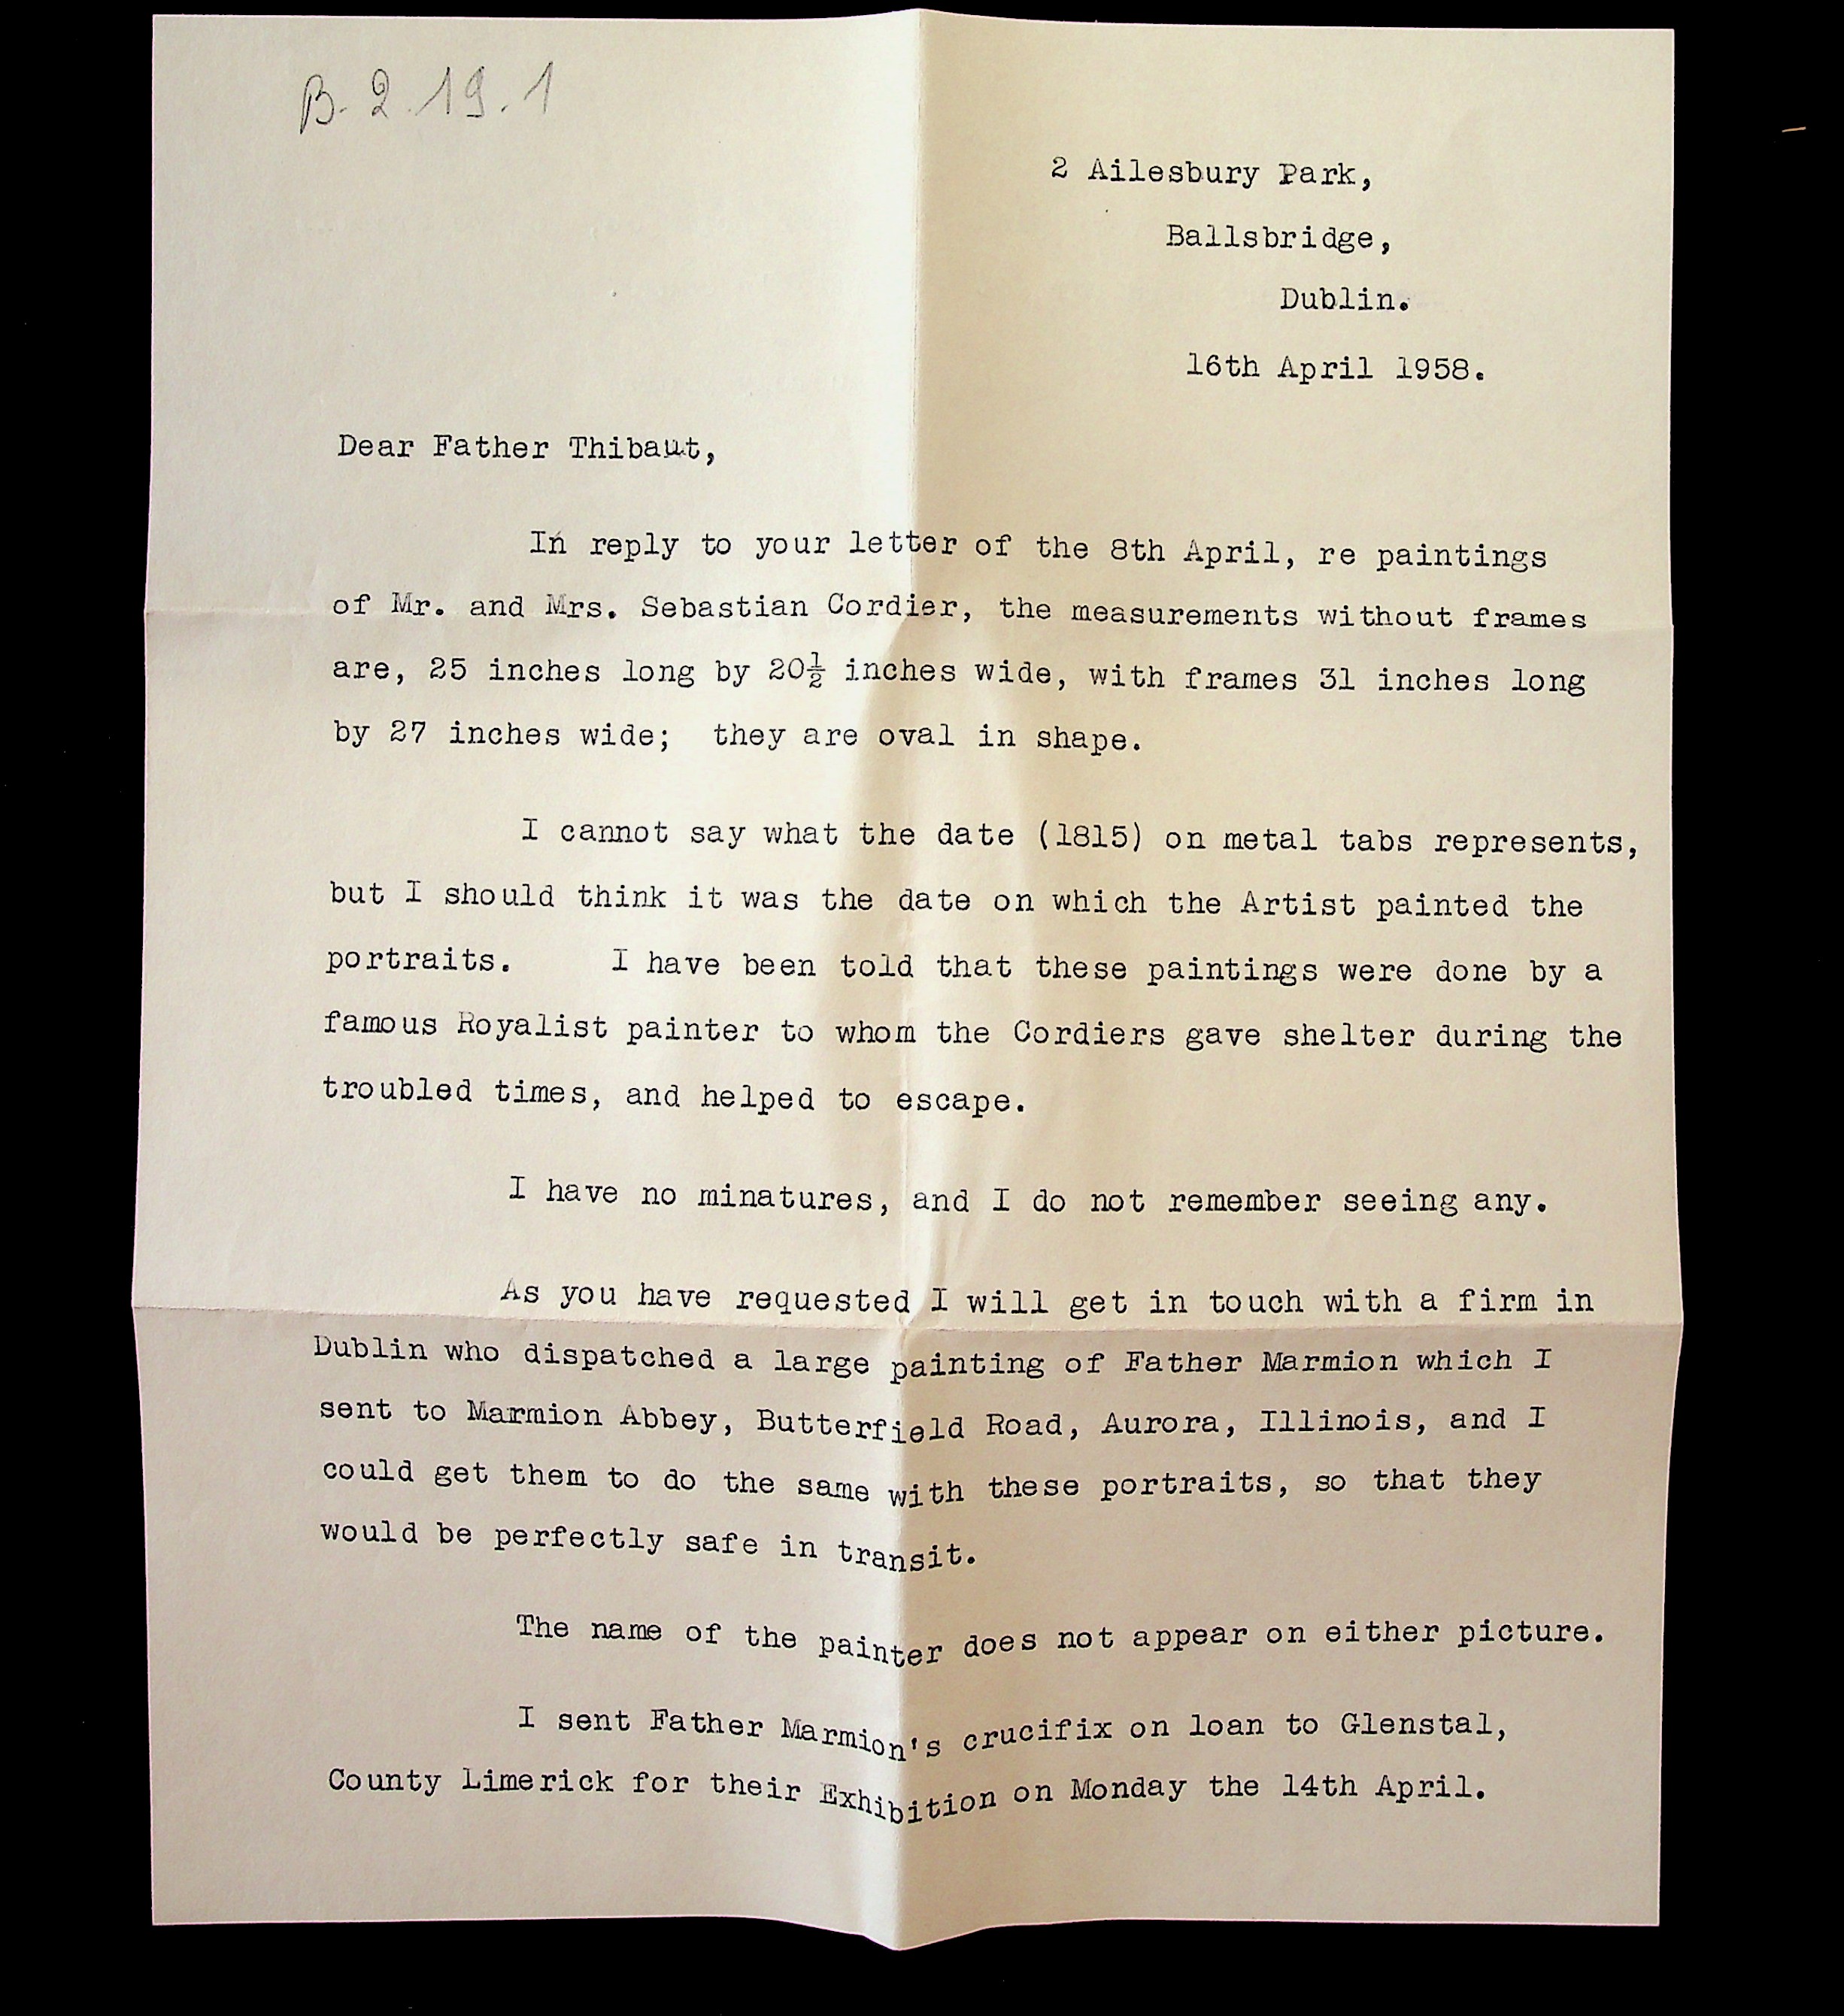 B. 2. 19. 1
2 Ailesbury Park,
Ballsbridge,
Dublin.
16th April 1958.
Dear Father Thibaut,
In reply to your letter of the 8th April, re paintings
of Mr. and Mrs. Sebastian Cordier, the measurements without frames
are, 25 inches long by 20½ inches wide, with frames 31 inches long
by 27 inches wide; they are oval in shape.
I cannot say what the date (1815) on metal tabs represents,
but I should think it was the date on which the Artist painted the
portraits. I have been told that these paintings were done by a
famous Royalist painter to whom the Cordiers gave shelter during the
troubled times, and helped to escape.
I have no minatures, and I do not remember seeing any.
As you have requested I will get in touch with a firm in
Dublin who dispatched a large painting of Father Marmion which I
sent to Marmion Abbey, Butterfield Road, Aurora, Illinois, and I
could get them to do the same with these portraits, so that they
would be perfectly safe in transit.
The name of the painter does not appear on either picture.
I sent Father Marmion's crucifix on loan to Glenstal,
County Limerick for their Exhibition on Monday the 14th April.